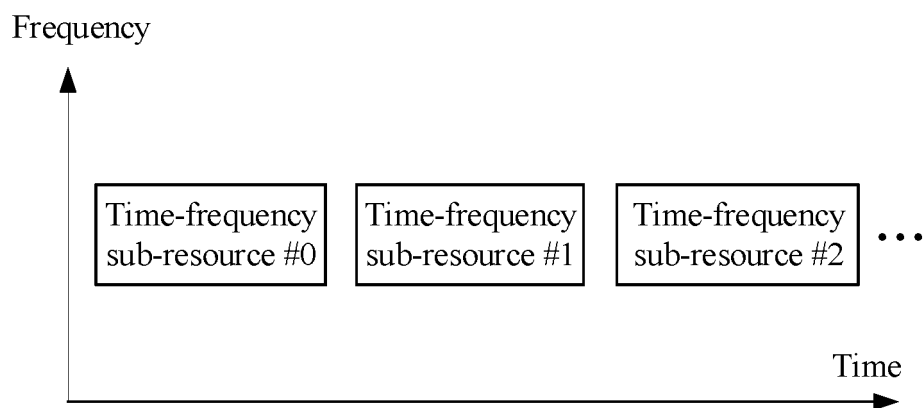 Frequency
Time-frequency
sub-resource #0
Time-frequency
sub-resource #1
Time-frequency
sub-resource #2
...
Time